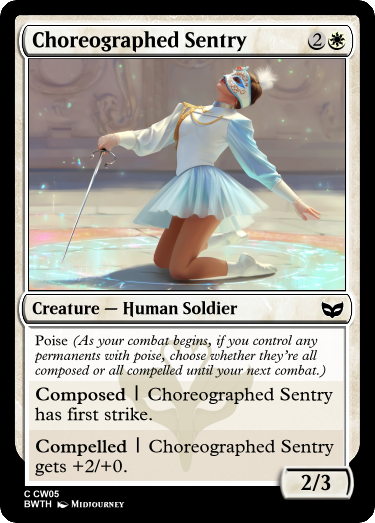 Choreographed Sentry 2
Creature — Human Soldier
Poise (As your combat begins, if you control any
permanents with poise, choose whether they're all
composed or all compelled until your next combat.)
Composed | Choreographed Sentry
has first strike.
Compelled | Choreographed Sentry
gets +2/+0.
2/3
C CW05
BWTH Midjourney